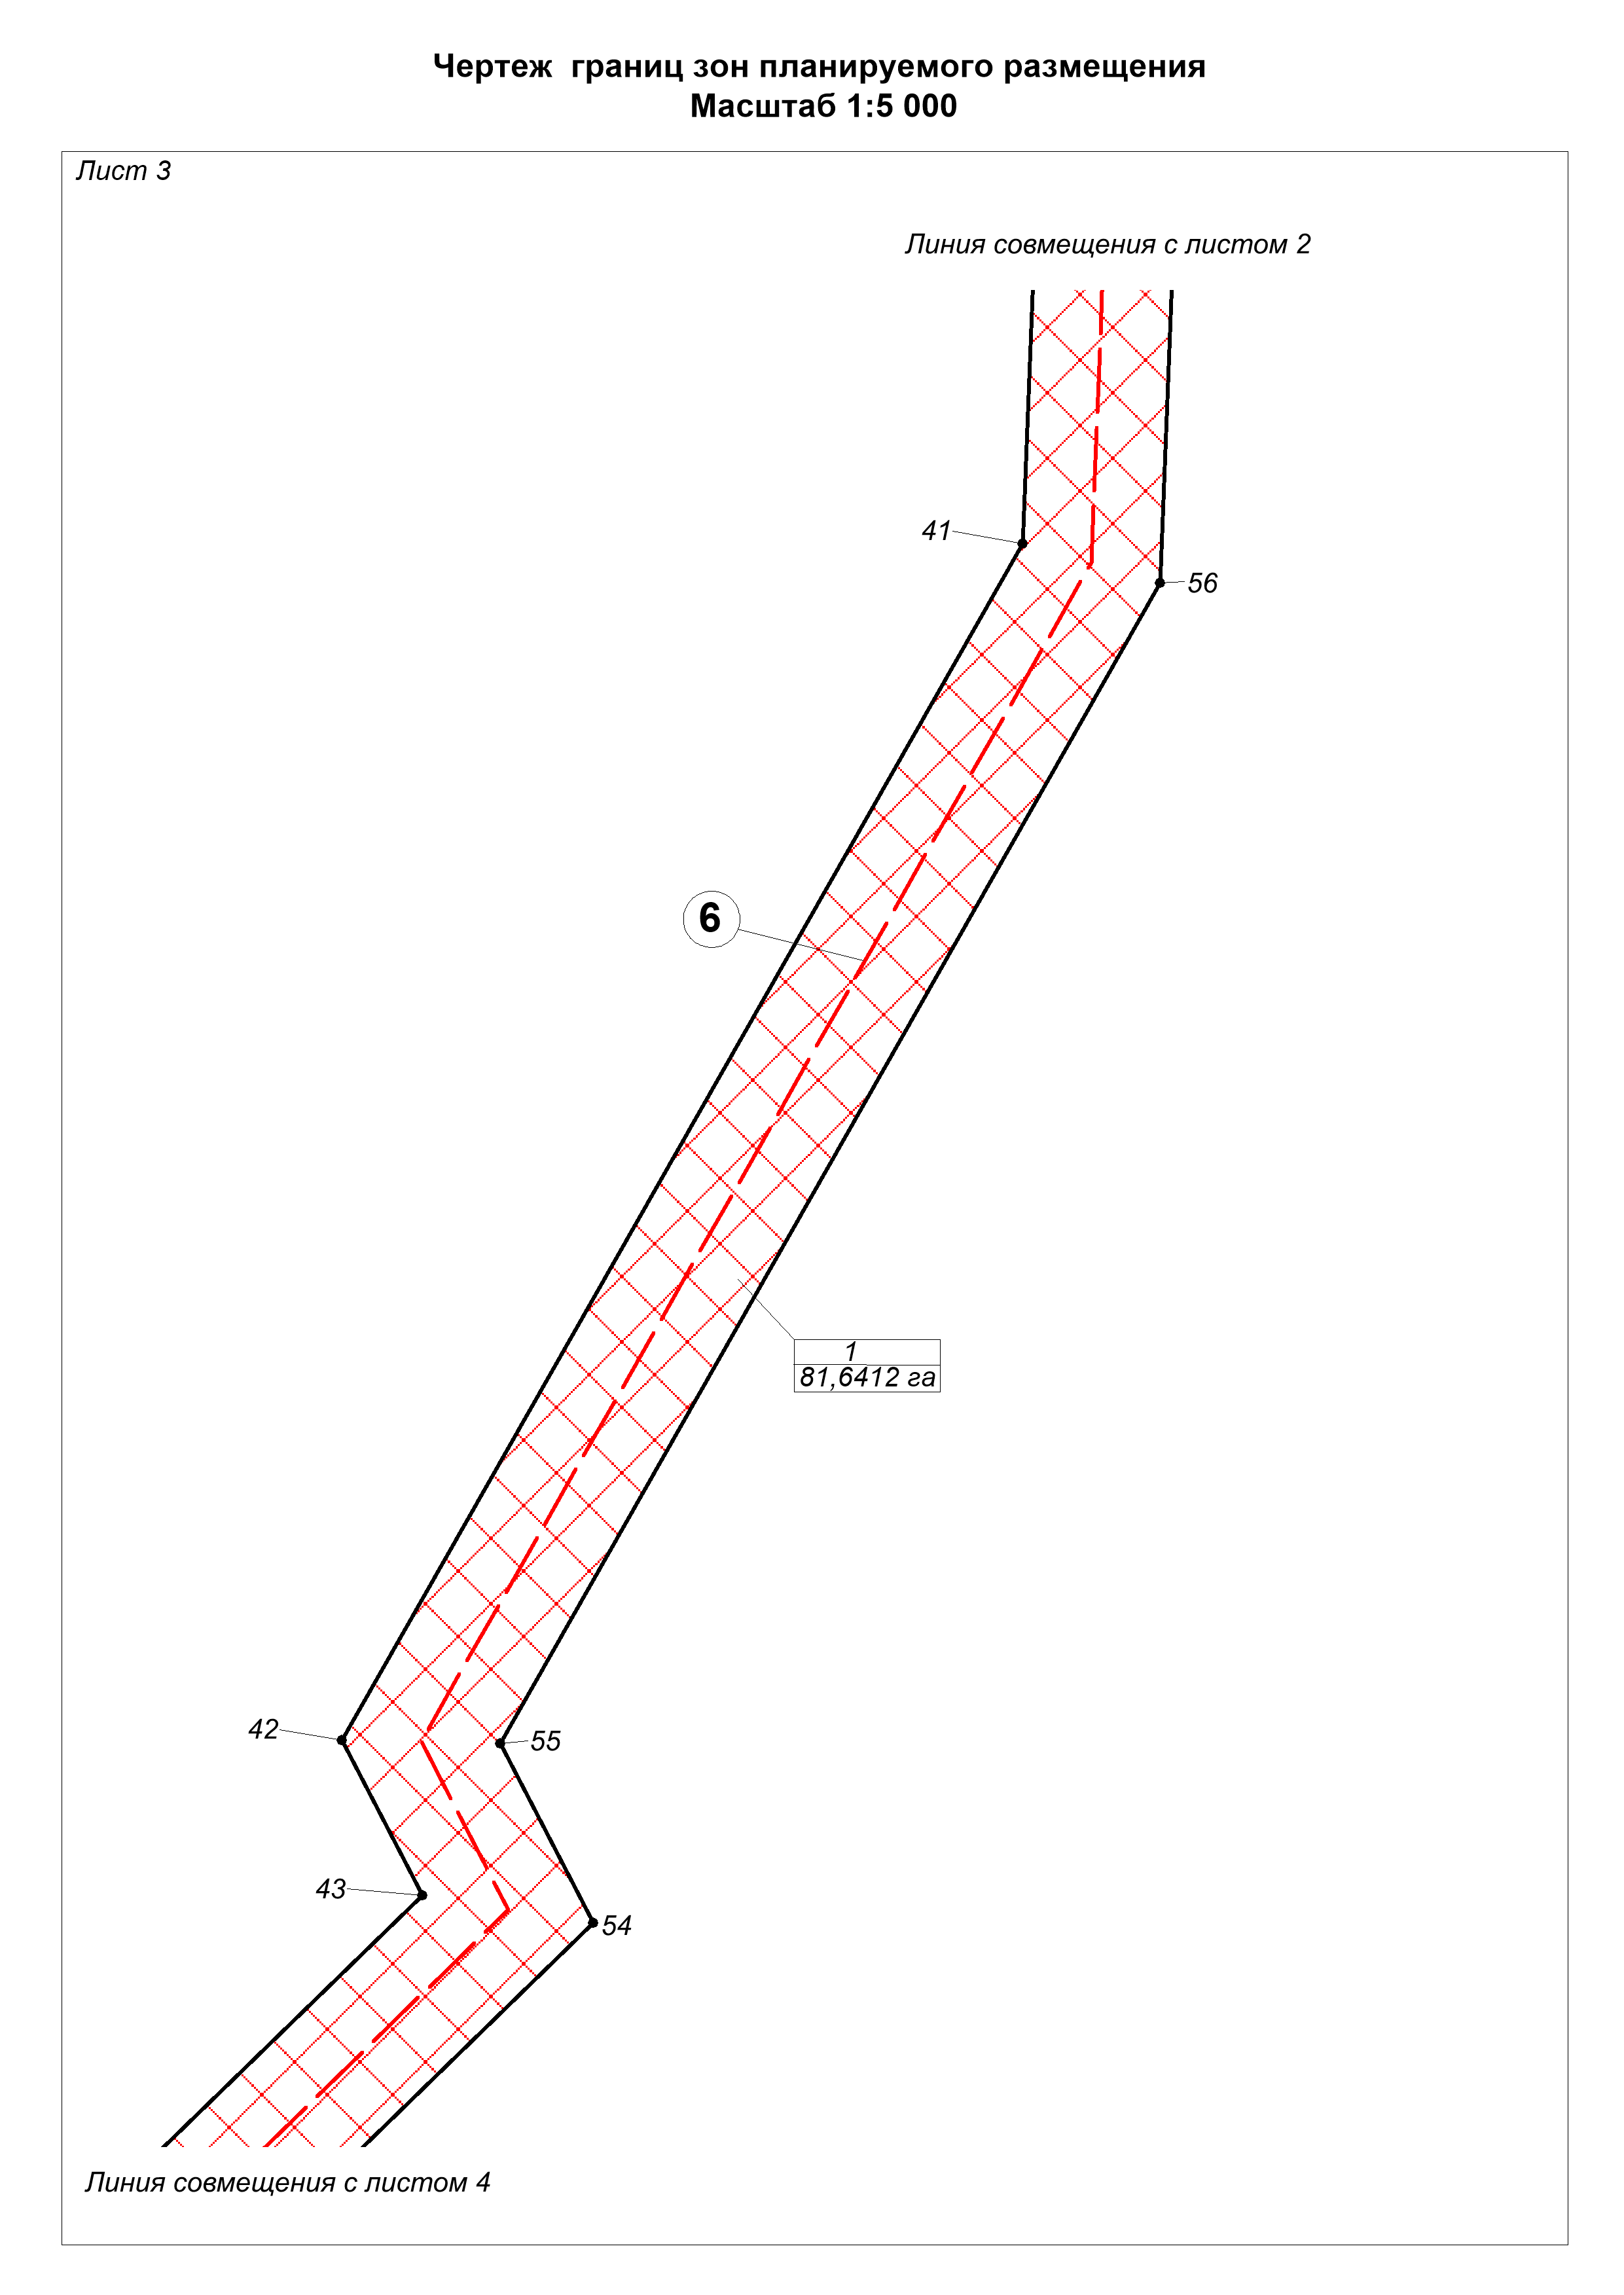 Чертеж  границ зон планируемого размещения
Масштаб 1:5 000
Лист 3
Линия совмещения с листом 2
41
56
6
1
81,6412 га
42
55
43
54
Линия совмещения с листом 4